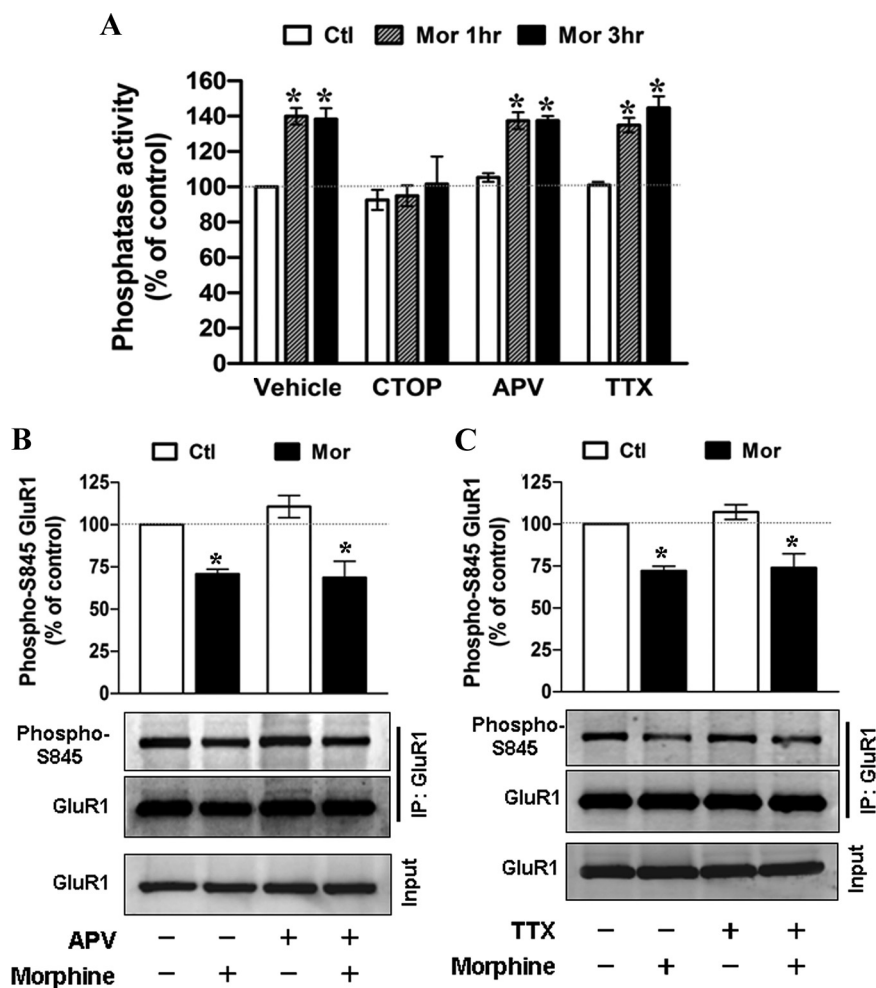 A
Ctl Mor 1hr Mor 3hr
Phosphatase activity
(% of control)
160
140
120
100
80
60
40
20
0
* * * * * *
Vehicle CTOP APV TTX
B
Ctl Mor
Phospho-S845 GluR1
(% of control)
125
100
75
50
25
0
* *
Phospho-
S845
GluR1
IP: GluR1
GluR1
Input
APV – – + +
Morphine – + – +
C
Ctl Mor
Phospho-S845 GluR1
(% of control)
125
100
75
50
25
0
* *
Phospho-
S845
GluR1
IP: GluR1
GluR1
Input
TTX – – + +
Morphine – + – +